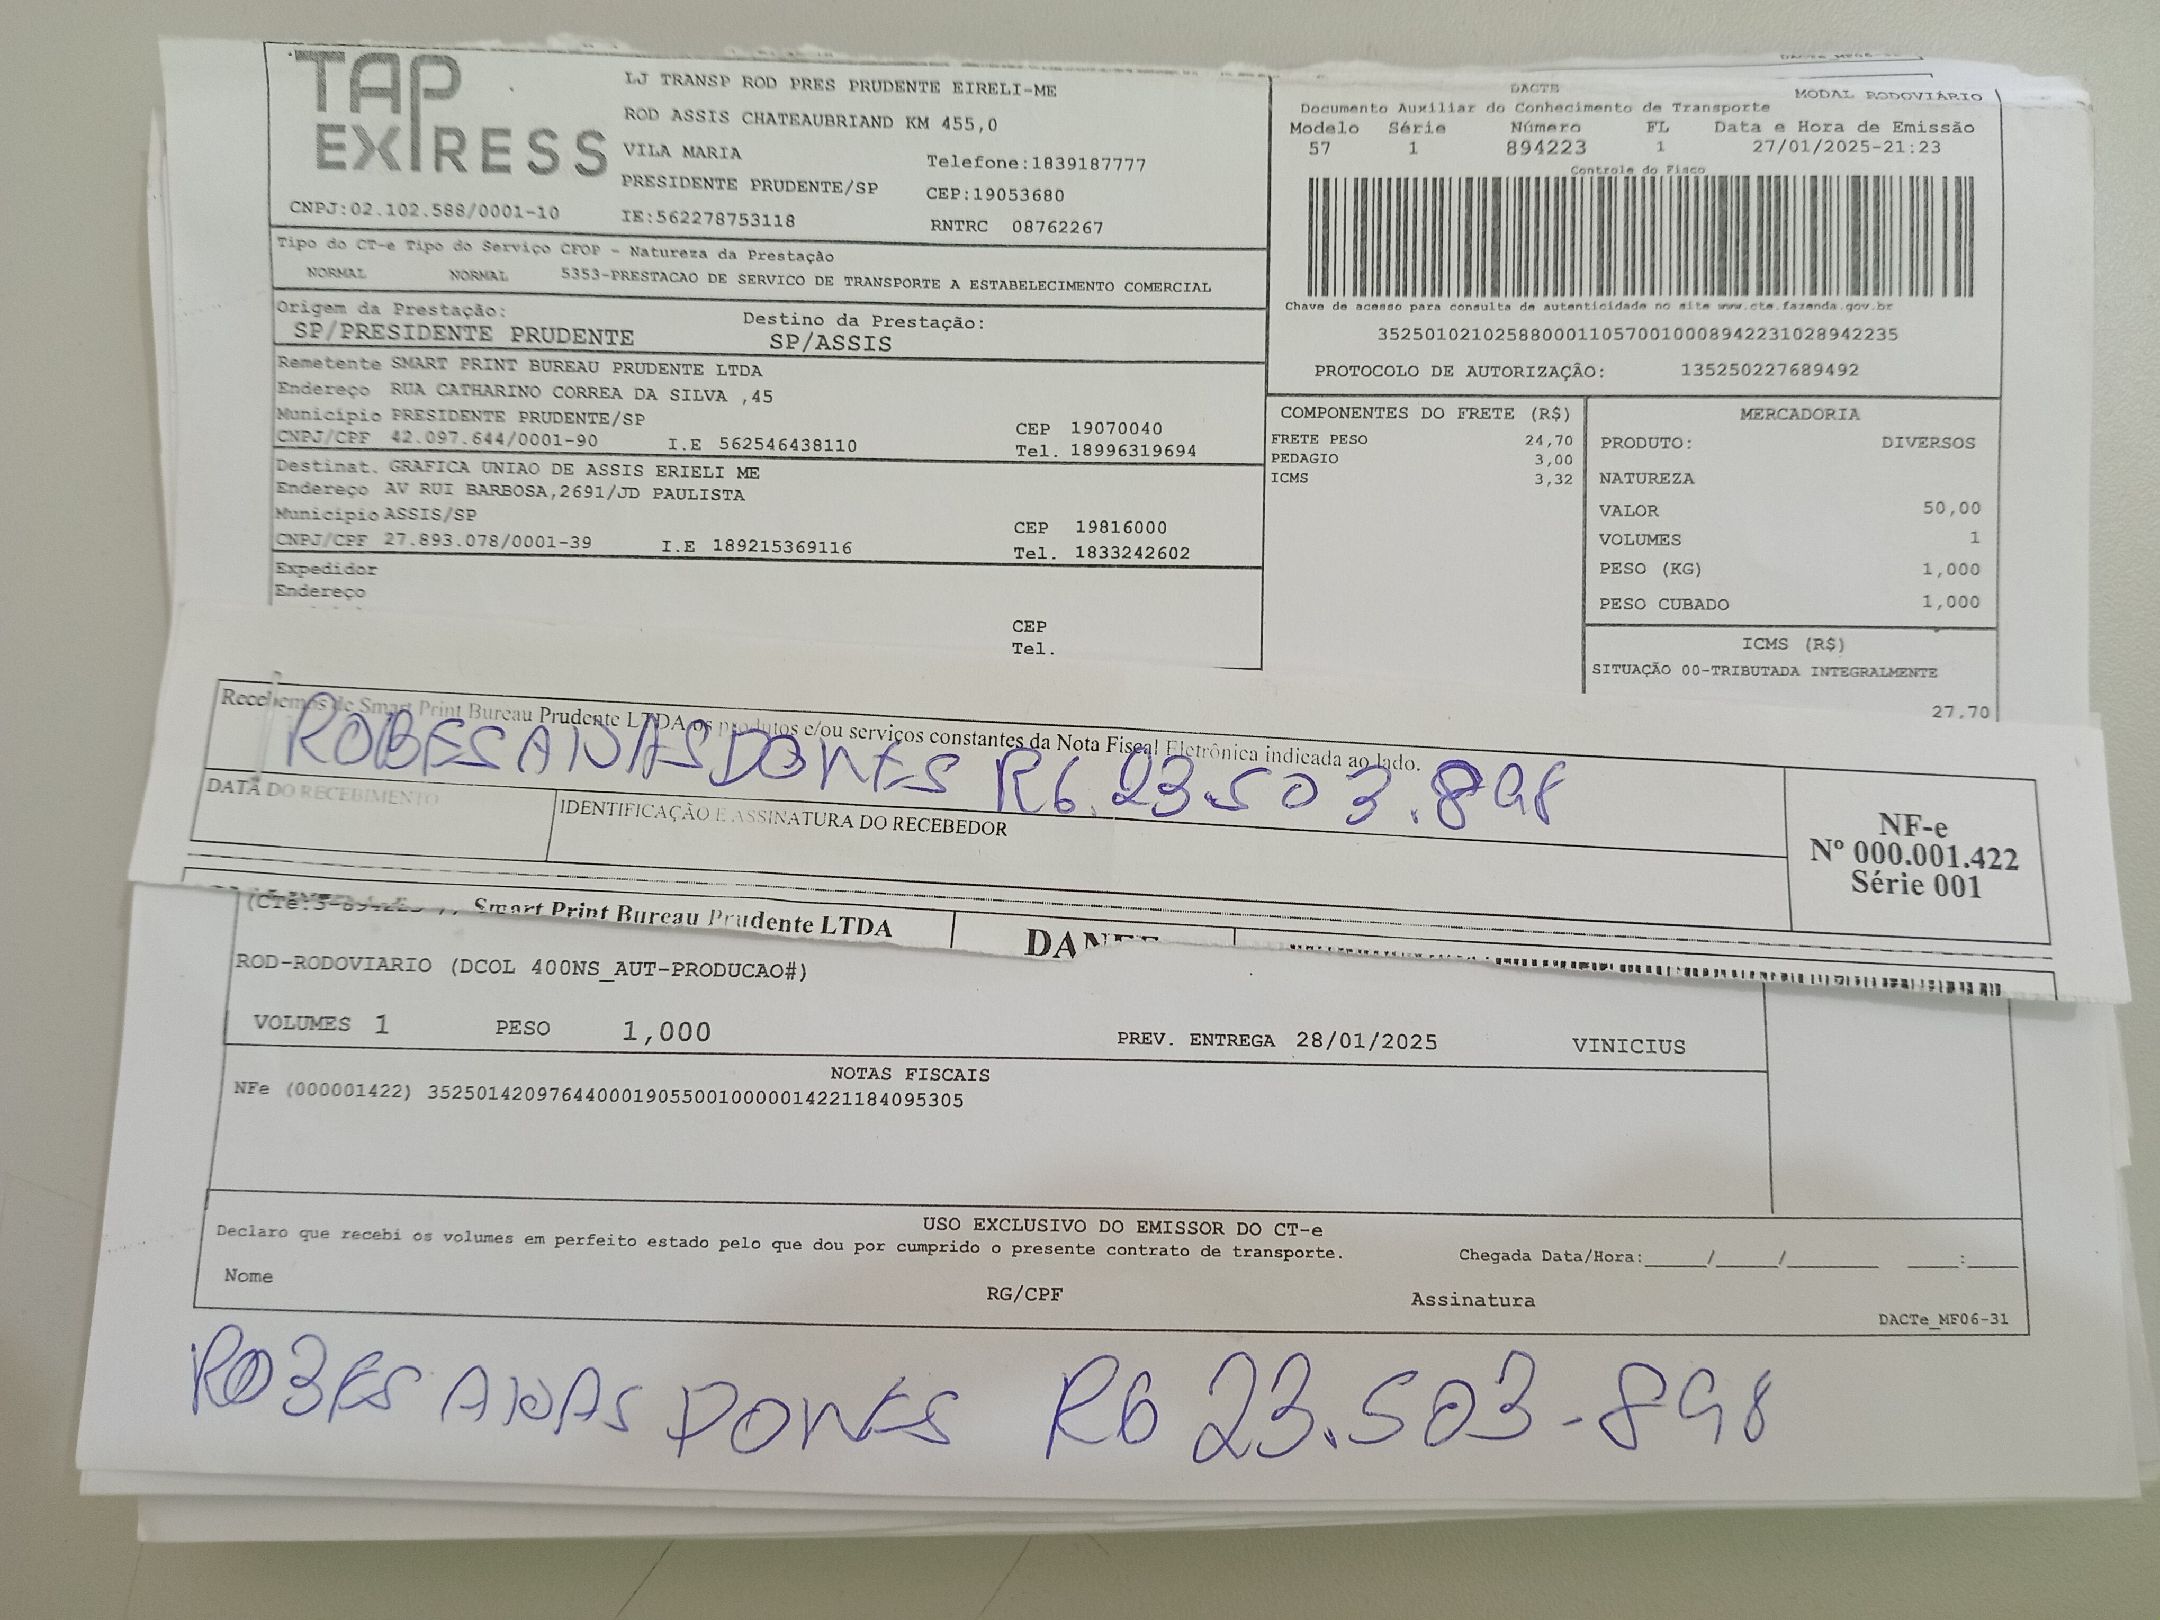 TAP EXPRESS
LJ TRANSP ROD PRES PRUDENTE EIRELI-ME
ROD ASSIS CHATEAUBRIAND KM 455,0
VILA MARIA Telefone:1839187777
PRESIDENTE PRUDENTE/SP CEP:19053680
CNPJ:02.102.588/0001-10 IE:562278753118 RNTRC 08762267
Tipo do CT-e Tipo do Serviço CFOP - Natureza da Prestação
NORMAL NORMAL 5353-PRESTACAO DE SERVICO DE TRANSPORTE A ESTABELECIMENTO COMERCIAL
Origem da Prestação: Destino da Prestação:
SP/PRESIDENTE PRUDENTE SP/ASSIS
Remetente SMART PRINT BUREAU PRUDENTE LTDA
Endereço RUA CATHARINO CORREA DA SILVA ,45
Município PRESIDENTE PRUDENTE/SP CEP 19070040
CNPJ/CPF 42.097.644/0001-90 I.E 562546438110 Tel. 18996319694
Destinat. GRAFICA UNIAO DE ASSIS ERIELI ME
Endereço AV RUI BARBOSA,2691/JD PAULISTA
Município ASSIS/SP CEP 19816000
CNPJ/CPF 27.893.078/0001-39 I.E 189215369116 Tel. 1833242602
Expedidor
Endereço
CEP
Tel.
DACTE MODAL RODOVIÁRIO
Documento Auxiliar do Conhecimento de Transporte
Modelo Série Número FL Data e Hora de Emissão
57 1 894223 1 27/01/2025-21:23
Controle do Fisco
Chave de acesso para consulta de autenticidade no site www.cte.fazenda.gov.br
35250102102588000110570010008942231028942235
PROTOCOLO DE AUTORIZAÇÃO: 135250227689492
COMPONENTES DO FRETE (R$)
FRETE PESO 24,70
PEDAGIO 3,00
ICMS 3,32
MERCADORIA
PRODUTO: DIVERSOS
NATUREZA
VALOR 50,00
VOLUMES 1
PESO (KG) 1,000
PESO CUBADO 1,000
ICMS (R$)
SITUAÇÃO 00-TRIBUTADA INTEGRALMENTE
27,70
Recebemos de Smart Print Bureau Prudente LTDA os produtos e/ou serviços constantes da Nota Fiscal Eletrônica indicada ao lado.
RG 23.503.898
DATA DO RECEBIMENTO IDENTIFICAÇÃO E ASSINATURA DO RECEBEDOR
NF-e
Nº 000.001.422
Série 001
Smart Print Bureau Prudente LTDA
ROD-RODOVIARIO (DCOL 400NS_AUT-PRODUCAO#)
VOLUMES 1 PESO 1,000 PREV. ENTREGA 28/01/2025 VINICIUS
NOTAS FISCAIS
NFe (000001422) 35250142097644000190550010000014221184095305
USO EXCLUSIVO DO EMISSOR DO CT-e
Declaro que recebi os volumes em perfeito estado pelo que dou por cumprido o presente contrato de transporte. Chegada Data/Hora:_____/_____/_______ ____:____
Nome RG/CPF Assinatura
DACTe_MF06-31
RG 23.503-898